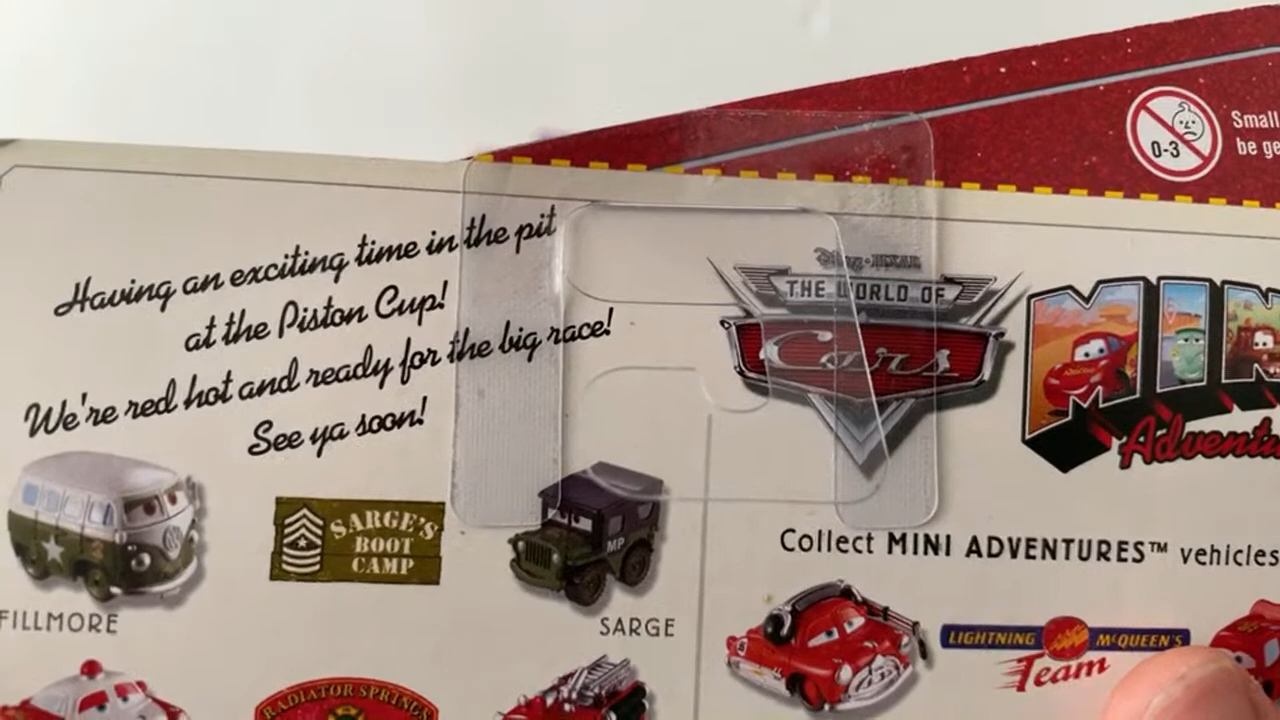 0-3
Small
be ge
Having an exciting time in the pit
at the Piston Cup!
We're red hot and ready for the big race!
See ya soon!
Disney·PIXAR
THE WORLD OF
Cars
MIN
Adventu
SARGE'S
BOOT
CAMP
MP
FILLMORE
SARGE
Collect MINI ADVENTURES™ vehicles
LIGHTNING McQUEEN'S
Team
RADIATOR SPRINGS